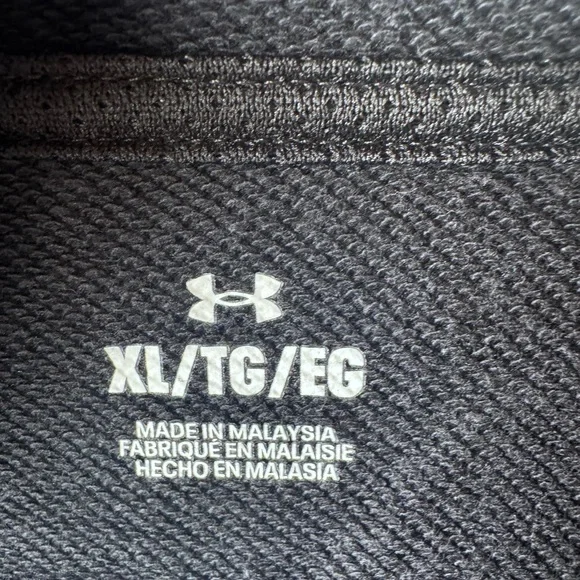 XL/TG/EG
MADE IN MALAYSIA
FABRIQUÉ EN MALAISIE
HECHO EN MALASIA